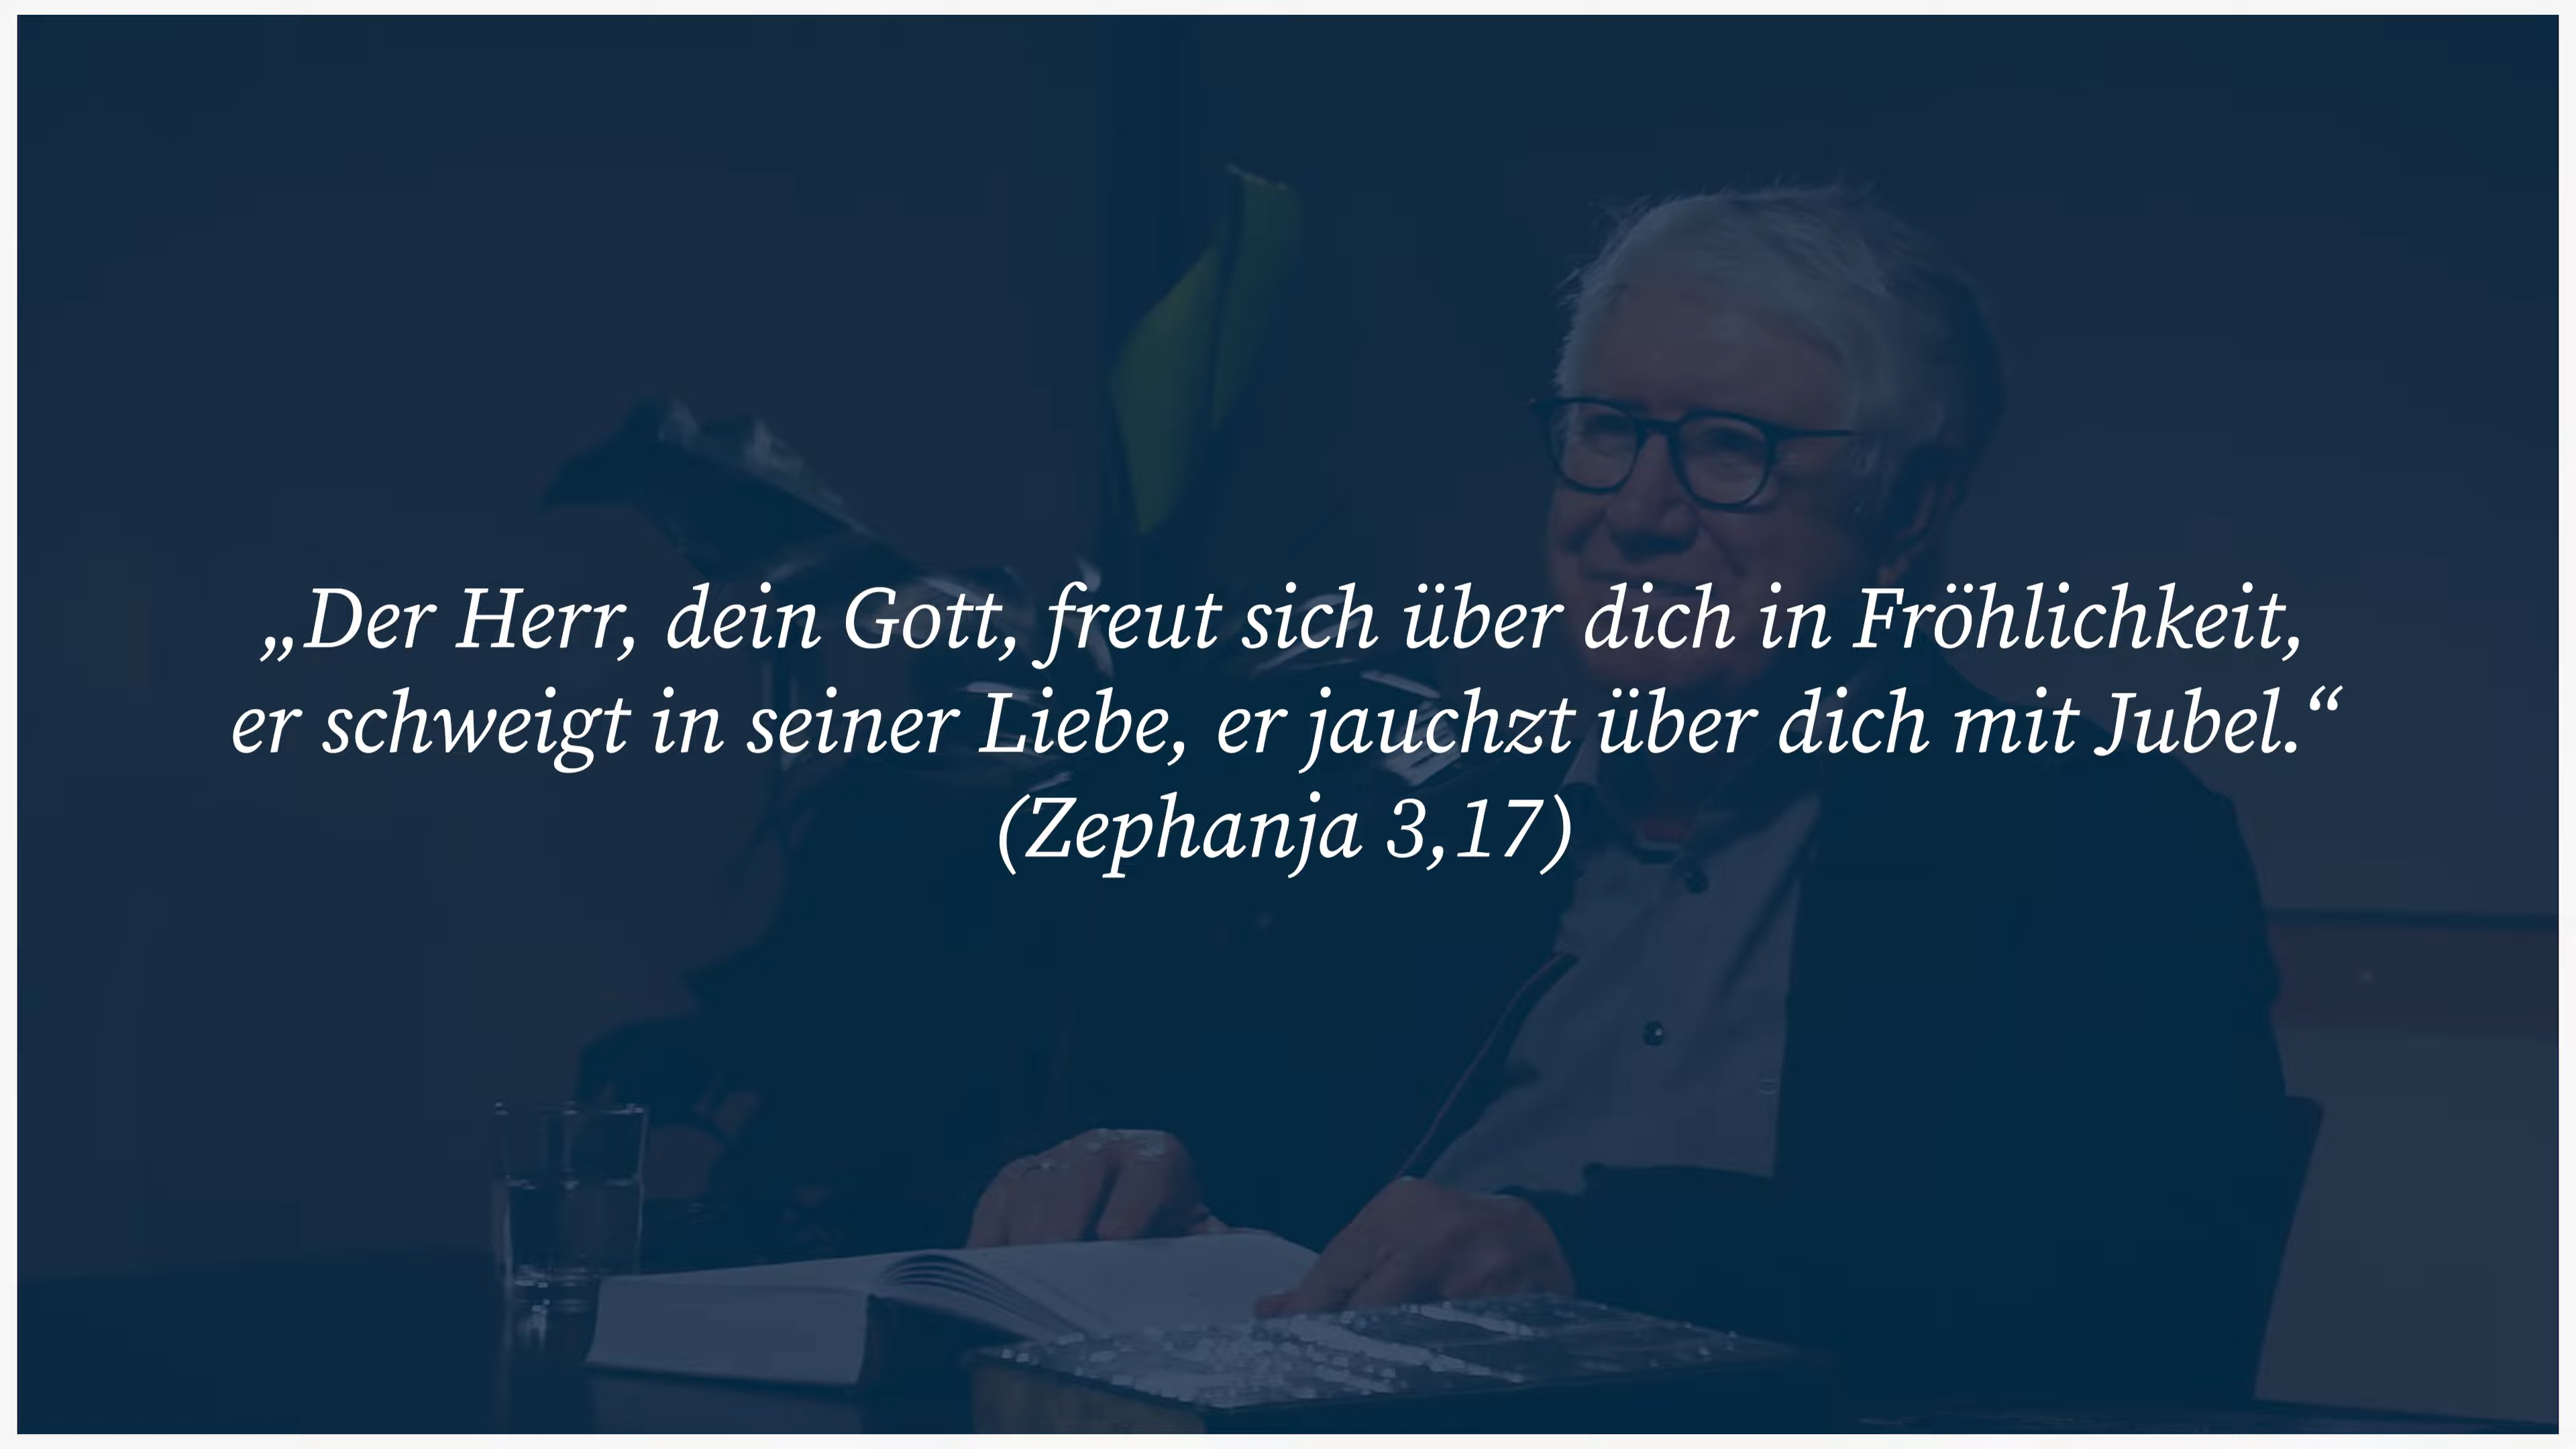 „Der Herr, dein Gott, freut sich über dich in Fröhlichkeit,
er schweigt in seiner Liebe, er jauchzt über dich mit Jubel.“
(Zephanja 3,17)